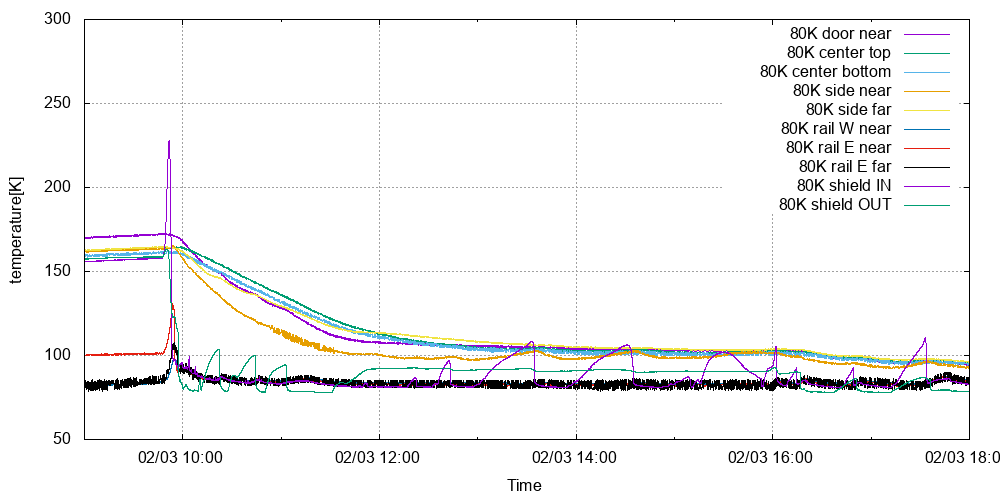 300
250
200
150
100
50
temperature[K]
80K door near
80K center top
80K center bottom
80K side near
80K side far
80K rail W near
80K rail E near
80K rail E far
80K shield IN
80K shield OUT
02/03 10:00
02/03 12:00
02/03 14:00
02/03 16:00
02/03 18:0
Time